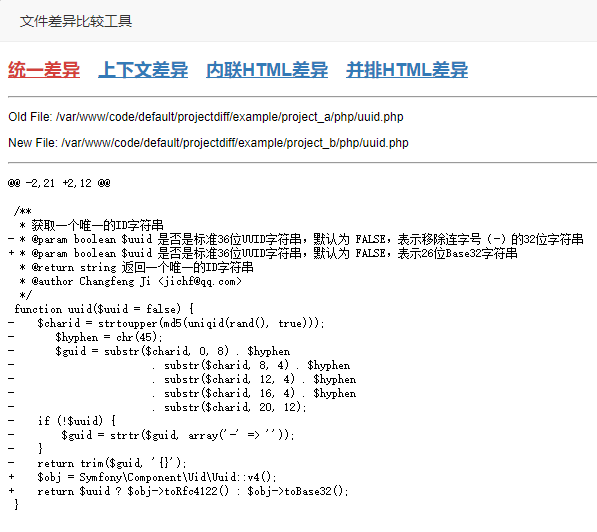 文件差异比较工具
统一差异 上下文差异 内联HTML差异 并排HTML差异
Old File: /var/www/code/default/projectdiff/example/project_a/php/uuid.php
New File: /var/www/code/default/projectdiff/example/project_b/php/uuid.php
@@ -2,21 +2,12 @@
 /**
  * 获取一个唯一的ID字符串
- * @param boolean $uuid 是否是标准36位UUID字符串，默认为 FALSE，表示移除连字号（-）的32位字符串
+ * @param boolean $uuid 是否是标准36位UUID字符串，默认为 FALSE，表示26位Base32字符串
  * @return string 返回一个唯一的ID字符串
  * @author Changfeng Ji <jichf@qq.com>
  */
 function uuid($uuid = false) {
-    $charid = strtoupper(md5(uniqid(rand(), true)));
-       $hyphen = chr(45);
-       $guid = substr($charid, 0, 8) . $hyphen
-                     . substr($charid, 8, 4) . $hyphen
-                     . substr($charid, 12, 4) . $hyphen
-                     . substr($charid, 16, 4) . $hyphen
-                     . substr($charid, 20, 12);
-    if (!$uuid) {
-        $guid = strtr($guid, array('-' => ''));
-    }
-    return trim($guid, '{}');
+    $obj = Symfony\Component\Uid\Uuid::v4();
+    return $uuid ? $obj->toRfc4122() : $obj->toBase32();
 }